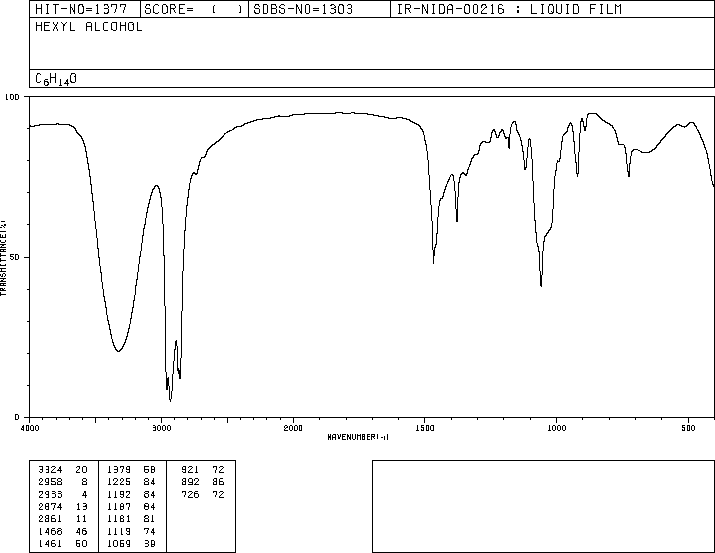 HIT-NO=1377 SCORE= ( ) SDBS-NO=1303 IR-NIDA-00216 : LIQUID FILM
HEXYL ALCOHOL
C6H14O
100
50
0
TRANSMITTANCE(%)
4000 3000 2000 1500 1000 500
WAVENUMBER(-1)
3324 20 1379 58 921 72
2958 8 1225 84 892 86
2933 4 1192 84 726 72
2874 13 1187 84
2861 11 1181 81
1468 46 1119 74
1461 50 1059 39